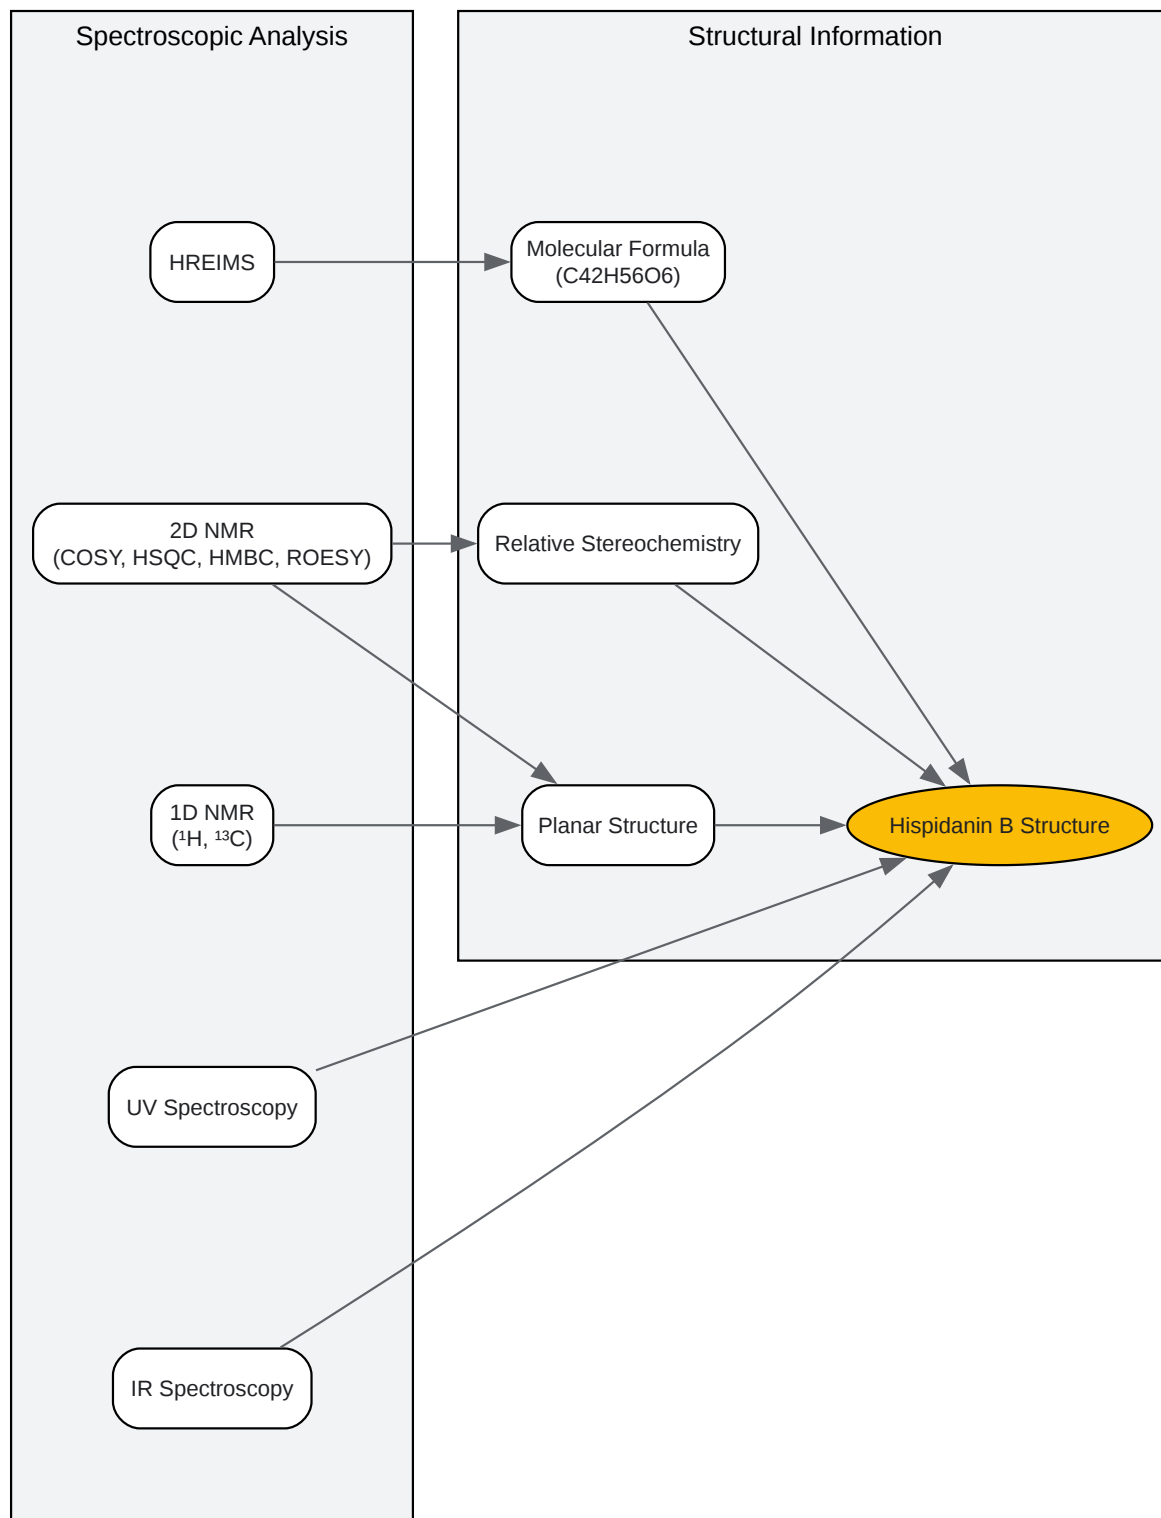 Spectroscopic Analysis
Structural Information
HREIMS
Molecular Formula
(C42H56O6)
2D NMR
(COSY, HSQC, HMBC, ROESY)
Relative Stereochemistry
1D NMR
(¹H, ¹³C)
Planar Structure
Hispidanin B Structure
UV Spectroscopy
IR Spectroscopy